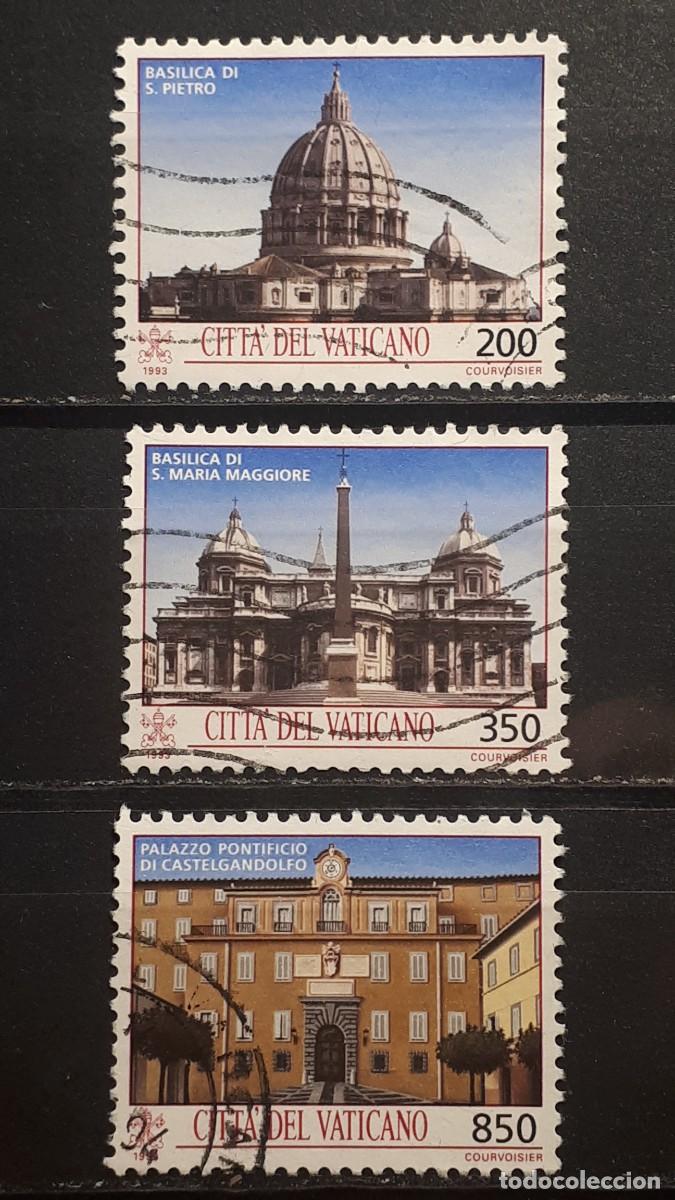 BASILICA DI
S. PIETRO
CITTA' DEL VATICANO 200
1993 COURVOISIER
BASILICA DI
S. MARIA MAGGIORE
CITTA' DEL VATICANO 350
1993 COURVOISIER
PALAZZO PONTIFICIO
DI CASTELGANDOLFO
CITTA' DEL VATICANO 850
COURVOISIER
todocoleccion